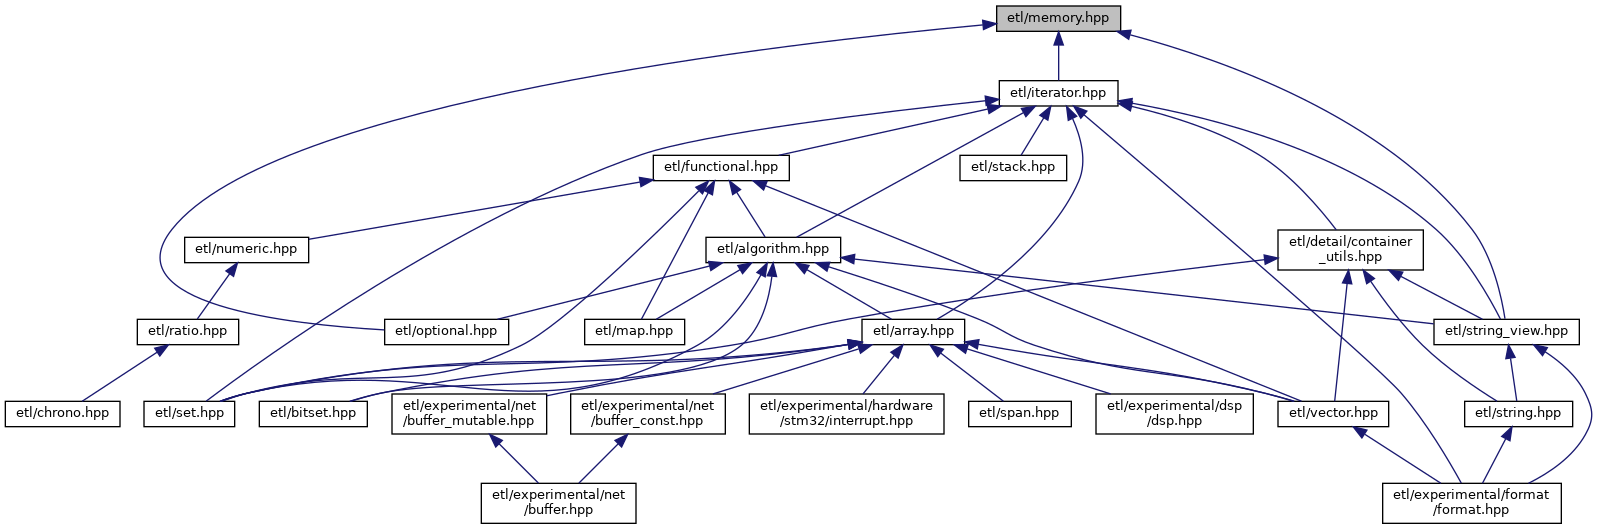 etl/memory.hpp
etl/iterator.hpp
etl/functional.hpp
etl/stack.hpp
etl/numeric.hpp
etl/algorithm.hpp
etl/detail/container
_utils.hpp
etl/ratio.hpp
etl/optional.hpp
etl/map.hpp
etl/array.hpp
etl/string_view.hpp
etl/chrono.hpp
etl/set.hpp
etl/bitset.hpp
etl/experimental/net
/buffer_mutable.hpp
etl/experimental/net
/buffer_const.hpp
etl/experimental/hardware
/stm32/interrupt.hpp
etl/span.hpp
etl/experimental/dsp
/dsp.hpp
etl/vector.hpp
etl/string.hpp
etl/experimental/net
/buffer.hpp
etl/experimental/format
/format.hpp